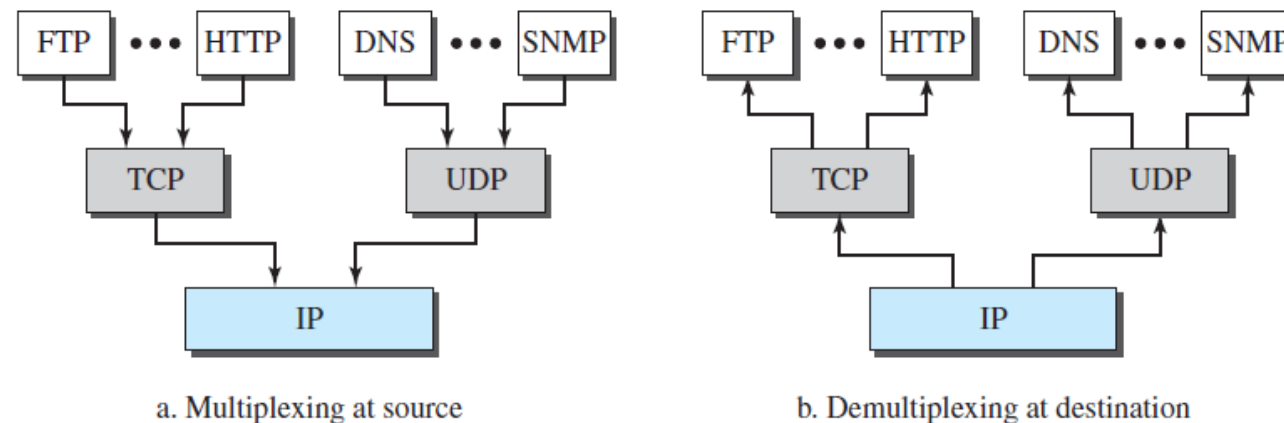 FTP ••• HTTP DNS ••• SNMP FTP ••• HTTP DNS ••• SNMP
TCP UDP TCP UDP
IP IP
a. Multiplexing at source b. Demultiplexing at destination